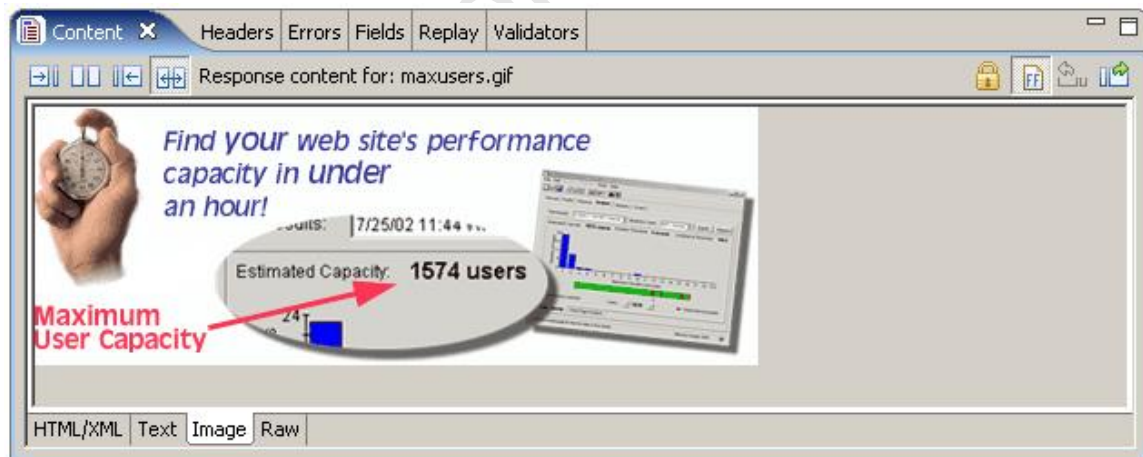 Content
Headers
Errors
Fields
Replay
Validators
Response content for: maxusers.gif
FF
Find your web site's performance
capacity in under
an hour!
7/25/02 11:44
Estimated Capacity: 1574 users
Maximum
User Capacity
24
HTML/XML
Text
Image
Raw